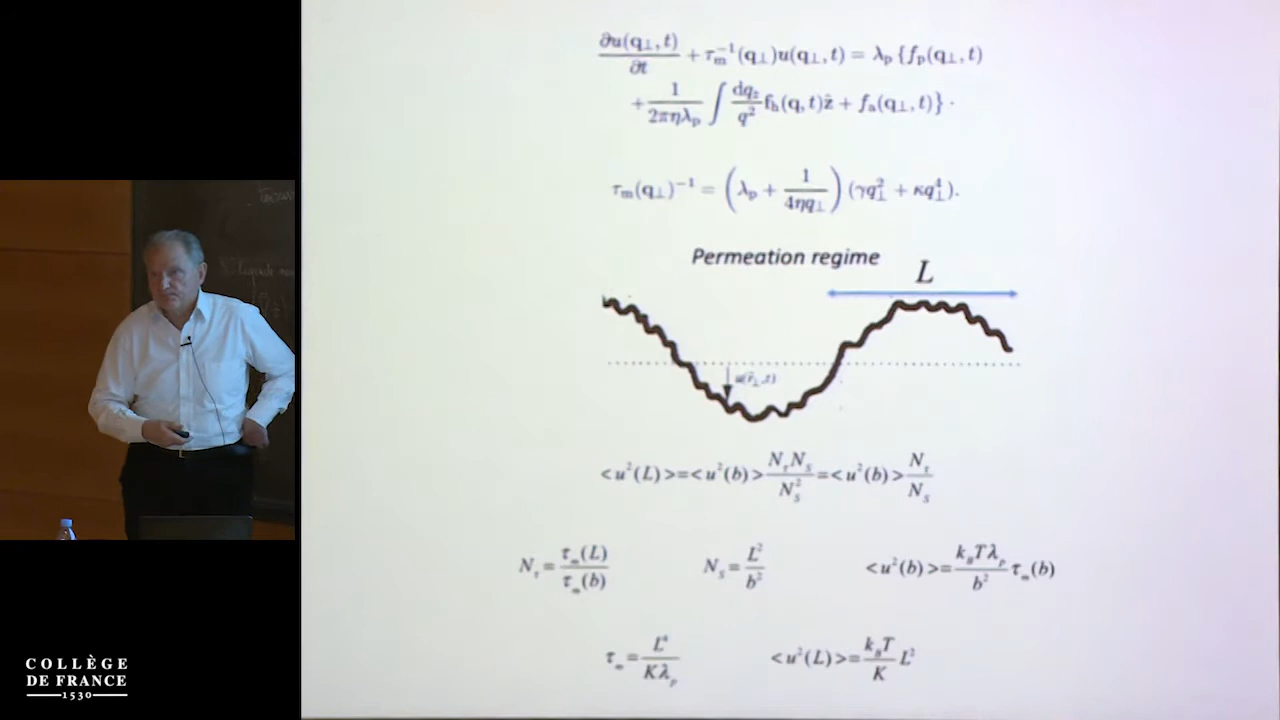 ∂u(q⊥,t)/∂t + τm⁻¹(q⊥)u(q⊥,t) = λp {fp(q⊥,t)
+ 1/(2πηλp) ∫ dqz/q² fh(q,t)ẑ + fa(q⊥,t)} ·
τm(q⊥)⁻¹ = (λp + 1/(4ηq⊥)) (γq⊥² + κq⊥⁴).
Permeation regime
L
u(r⊥,t)
<u²(L)>=<u²(b)> NτNS/NS² =<u²(b)> Nτ/NS
Nτ = τm(L)/τm(b) NS = L²/b² <u²(b)>= kBTλp/b² τm(b)
τm = L⁴/Kλp <u²(L)>= kBT/K L²
COLLÈGE
DE FRANCE
1530